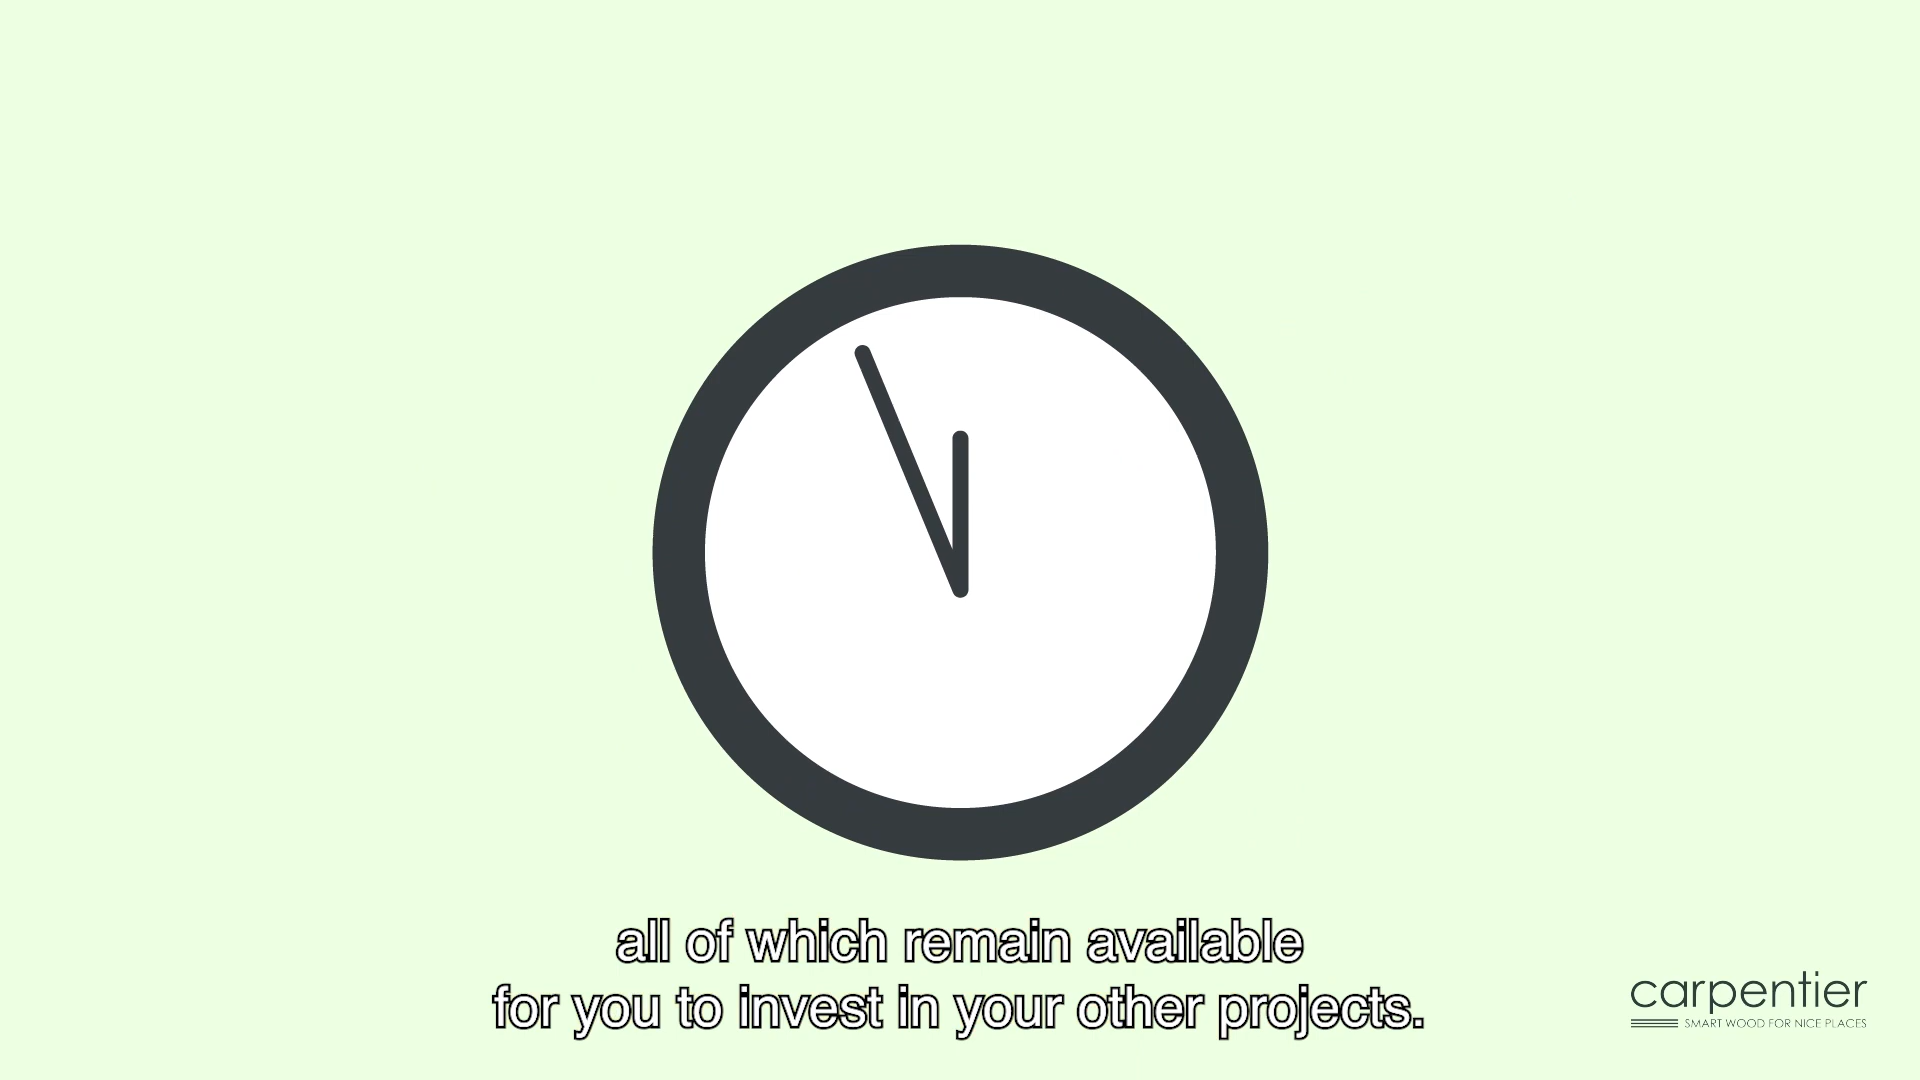 all of which remain available
for you to invest in your other projects.
carpentier
SMART WOOD FOR NICE PLACES